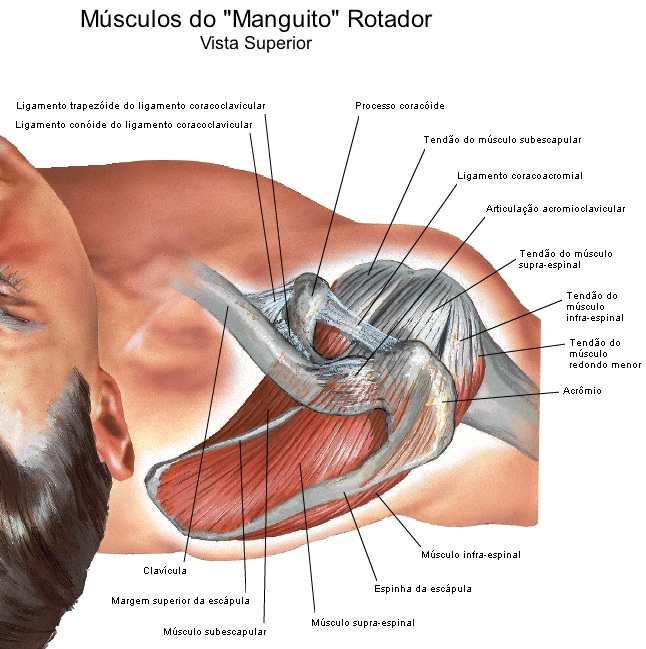 Músculos do "Manguito" Rotador
Vista Superior
Ligamento trapezóide do ligamento coracoclavicular
Ligamento conóide do ligamento coracoclavicular
Processo coracóide
Tendão do músculo subescapular
Ligamento coracoacromial
Articulação acromioclavicular
Tendão do músculo
supra-espinal
Tendão do
músculo
infra-espinal
Tendão do
músculo
redondo menor
Acrômio
Músculo infra-espinal
Espinha da escápula
Músculo supra-espinal
Clavícula
Margem superior da escápula
Músculo subescapular